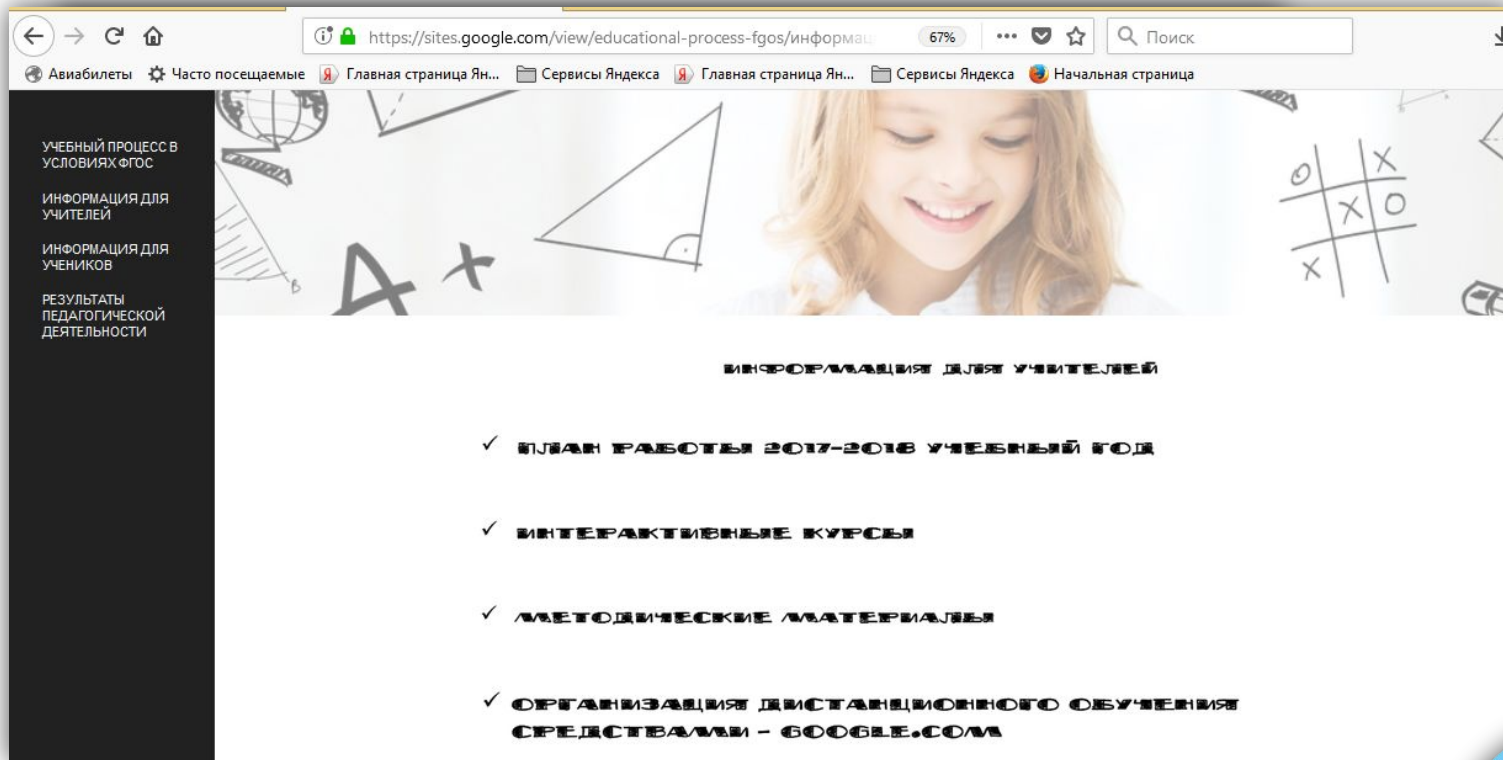 https://sites.google.com/view/educational-process-fgos/информац
67%
Поиск
Авиабилеты Часто посещаемые Главная страница Ян... Сервисы Яндекса Главная страница Ян... Сервисы Яндекса Начальная страница
УЧЕБНЫЙ ПРОЦЕСС В
УСЛОВИЯХ ФГОС
ИНФОРМАЦИЯ ДЛЯ
УЧИТЕЛЕЙ
ИНФОРМАЦИЯ ДЛЯ
УЧЕНИКОВ
РЕЗУЛЬТАТЫ
ПЕДАГОГИЧЕСКОЙ
ДЕЯТЕЛЬНОСТИ
A +
B
O X
X O
X
ИНФОРМАЦИЯ ДЛЯ УЧИТЕЛЕЙ
✓ ПЛАН РАБОТЫ 2017-2018 УЧЕБНЫЙ ГОД
✓ ИНТЕРАКТИВНЫЕ КУРСЫ
✓ МЕТОДИЧЕСКИЕ МАТЕРИАЛЫ
✓ ОРГАНИЗАЦИЯ ДИСТАНЦИОННОГО ОБУЧЕНИЯ
СРЕДСТВАМИ - GOOGLE.COM